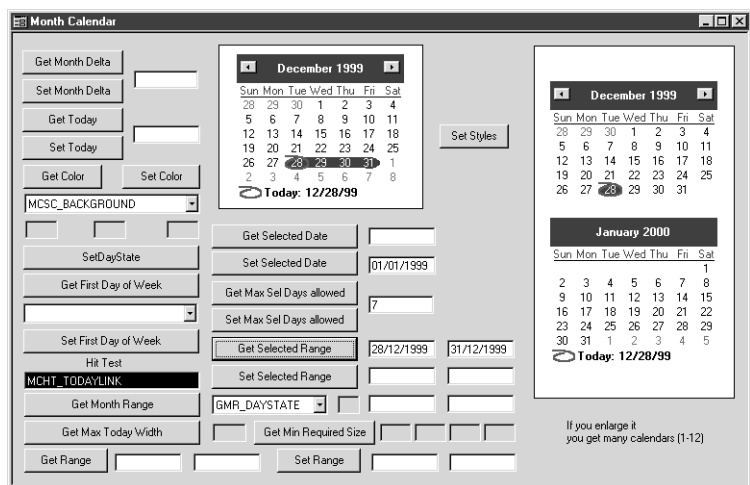 Month Calendar
Get Month Delta
Set Month Delta
Get Today
Set Today
Get Color Set Color
MCSC_BACKGROUND
SetDayState
Get First Day of Week
Set First Day of Week
Hit Test
MCHT_TODAYLINK
Get Month Range
Get Max Today Width
Get Range
December 1999
Sun Mon Tue Wed Thu Fri Sat
28 29 30 1 2 3 4
5 6 7 8 9 10 11
12 13 14 15 16 17 18
19 20 21 22 23 24 25
26 27 28 29 30 31 1
2 3 4 5 6 7 8
Today: 12/28/99
Set Styles
Get Selected Date
Set Selected Date 01/01/1999
Get Max Sel Days allowed
7
Set Max Sel Days allowed
Get Selected Range 28/12/1999 31/12/1999
Set Selected Range
GMR_DAYSTATE
Get Min Required Size
Set Range
December 1999
Sun Mon Tue Wed Thu Fri Sat
28 29 30 1 2 3 4
5 6 7 8 9 10 11
12 13 14 15 16 17 18
19 20 21 22 23 24 25
26 27 28 29 30 31
January 2000
Sun Mon Tue Wed Thu Fri Sat
1
2 3 4 5 6 7 8
9 10 11 12 13 14 15
16 17 18 19 20 21 22
23 24 25 26 27 28 29
30 31 1 2 3 4 5
Today: 12/28/99
If you enlarge it
you get many calendars (1-12)